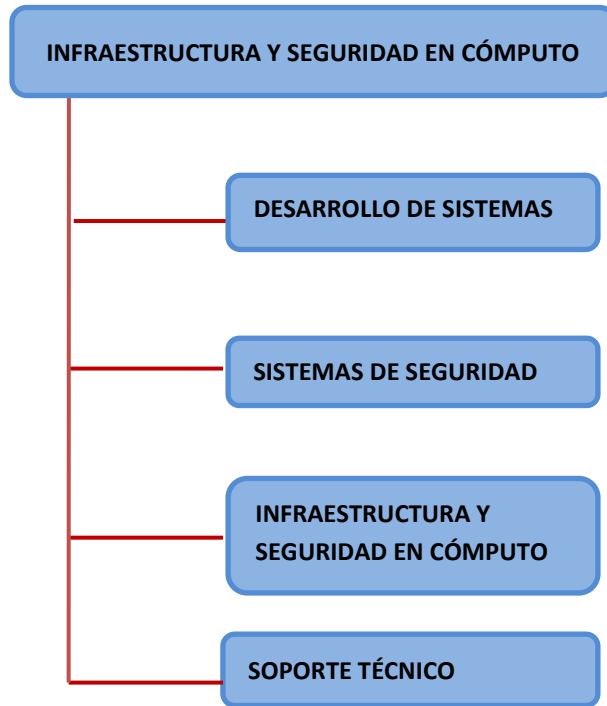 INFRAESTRUCTURA Y SEGURIDAD EN CÓMPUTO
DESARROLLO DE SISTEMAS
SISTEMAS DE SEGURIDAD
INFRAESTRUCTURA Y
SEGURIDAD EN CÓMPUTO
SOPORTE TÉCNICO